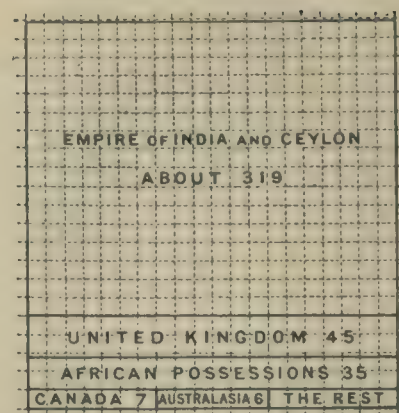 EMPIRE OF INDIA AND CEYLON
ABOUT 319
UNITED KINGDOM 45
AFRICAN POSSESSIONS 35
CANADA 7 AUSTRALASIA 6 THE REST